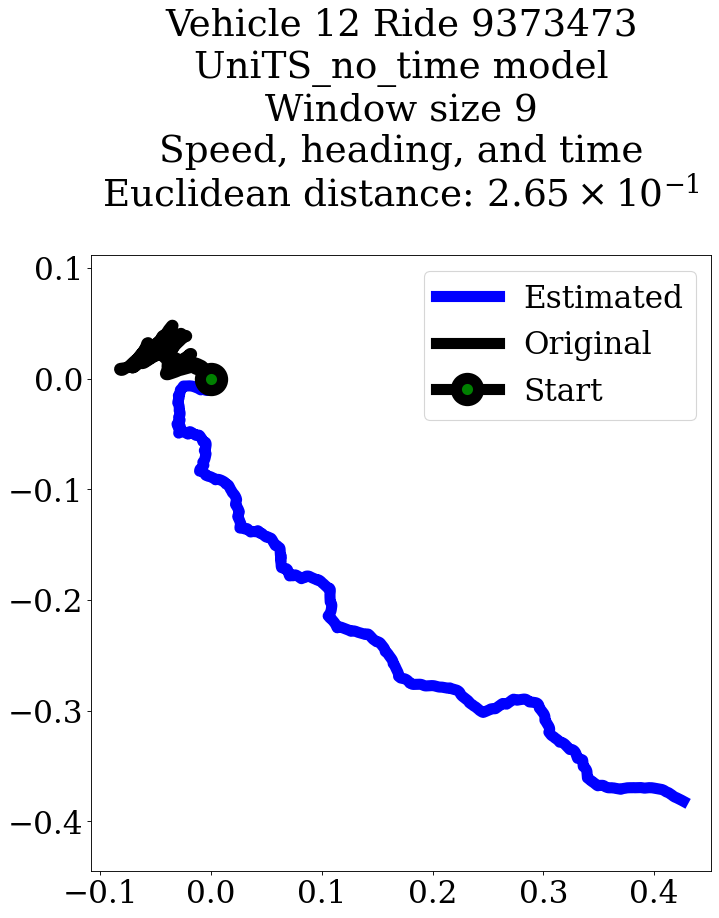 Vehicle 12 Ride 9373473
UniTS_no_time model
Window size 9
Speed, heading, and time
Euclidean distance: 2.65 × 10⁻¹
0.1
Estimated
Original
0.0
Start
−0.1
−0.2
−0.3
−0.4
−0.1 0.0 0.1 0.2 0.3 0.4